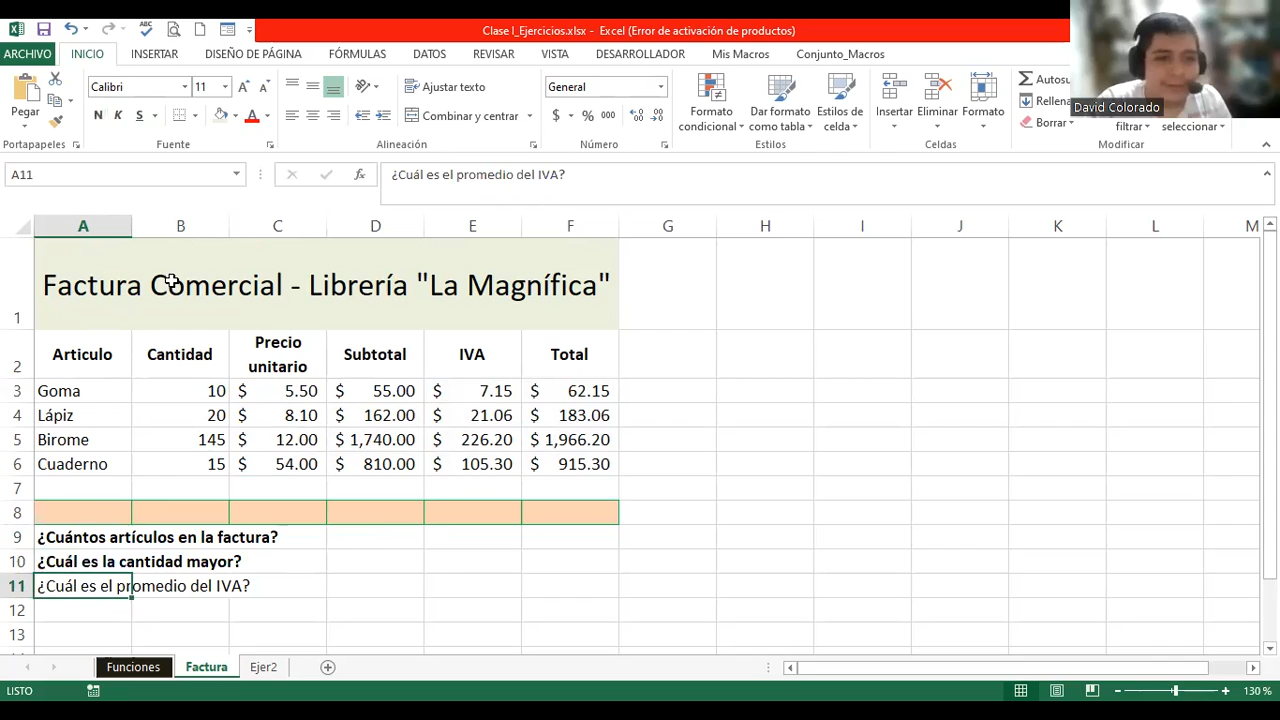 Clase I_Ejercicios.xlsx - Excel (Error de activación de productos)
ARCHIVO INICIO INSERTAR DISEÑO DE PÁGINA FÓRMULAS DATOS REVISAR VISTA DESARROLLADOR Mis Macros Conjunto_Macros
David Colorado
Pegar
Calibri 11
N K S
Ajustar texto
Combinar y centrar
General
$ % 000
Formato condicional
Dar formato como tabla
Estilos de celda
Insertar
Eliminar
Formato
Autosu
Rellena
Borrar
filtrar
seleccionar
Portapapeles Fuente Alineación Número Estilos Celdas Modificar
A11 fx ¿Cuál es el promedio del IVA?
A B C D E F G H I J K L M
1 Factura Comercial - Librería "La Magnífica"
2 Articulo Cantidad Precio unitario Subtotal IVA Total
3 Goma 10 $ 5.50 $ 55.00 $ 7.15 $ 62.15
4 Lápiz 20 $ 8.10 $ 162.00 $ 21.06 $ 183.06
5 Birome 145 $ 12.00 $ 1,740.00 $ 226.20 $ 1,966.20
6 Cuaderno 15 $ 54.00 $ 810.00 $ 105.30 $ 915.30
7
8
9 ¿Cuántos artículos en la factura?
10 ¿Cuál es la cantidad mayor?
11 ¿Cuál es el promedio del IVA?
12
13
Funciones Factura Ejer2
LISTO 130 %